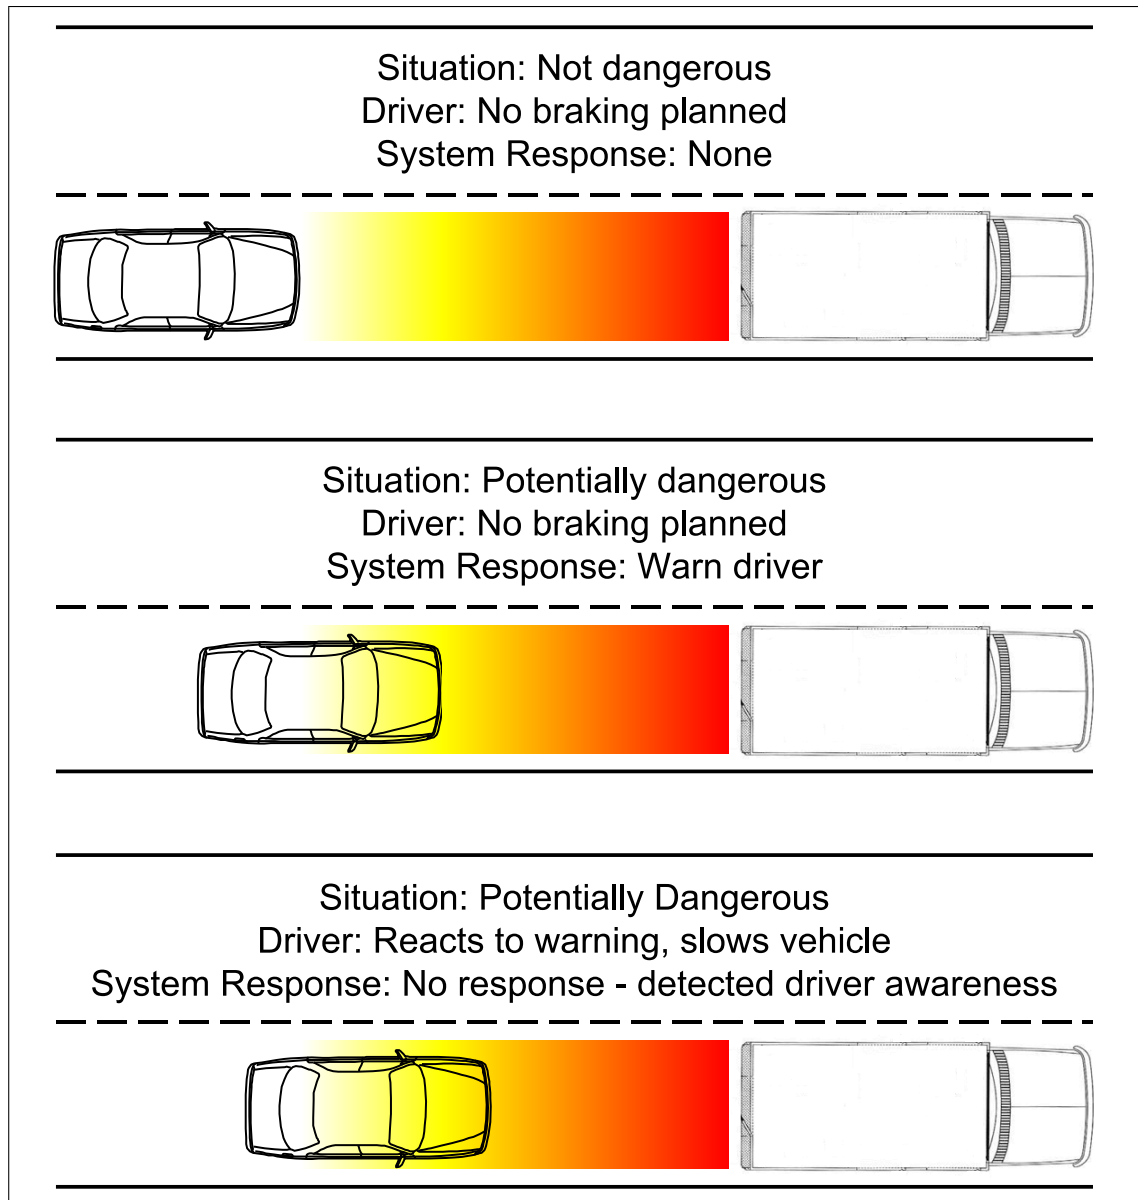 Situation: Not dangerous
Driver: No braking planned
System Response: None
Situation: Potentially dangerous
Driver: No braking planned
System Response: Warn driver
Situation: Potentially Dangerous
Driver: Reacts to warning, slows vehicle
System Response: No response - detected driver awareness